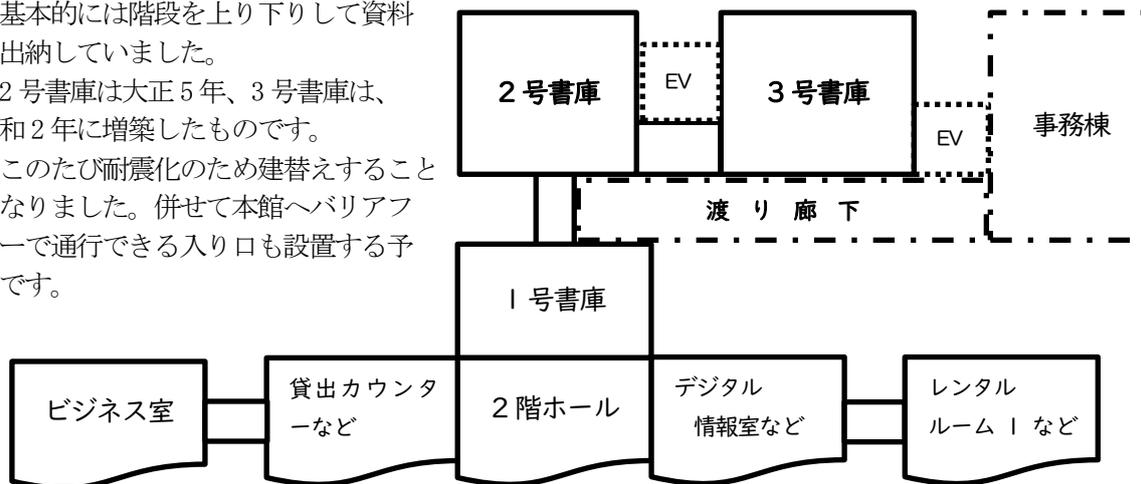 基本的には階段を上り下りして資料
出納していました。
2 号書庫は大正 5 年、3 号書庫は、
和 2 年に増築したものです。
このたび耐震化のため建替えすること
なりました。併せて本館へバリアフ
ーで通行できる入り口も設置する予
です。
2号書庫
EV
3号書庫
EV
事務棟
渡り廊下
1号書庫
ビジネス室
貸出カウンタ
ーなど
2階ホール
デジタル
情報室など
レンタル
ルーム1など